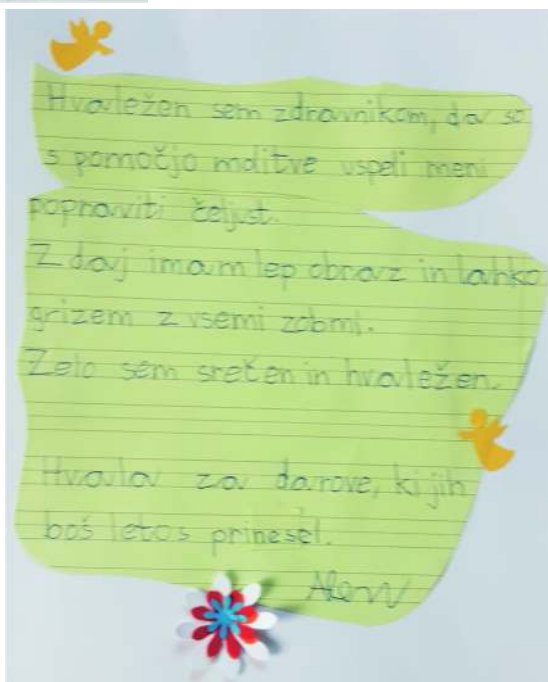 Hvaležen sem zdravnikom, da so
s pomočjo molitve uspeli meni
popraviti čeljust.
Zdaj imam lep obraz in lahko
grizem z vsemi zobmi.
Zelo sem srečen in hvaležen.
Hvala za darove, ki jih
boš letos prinesel.